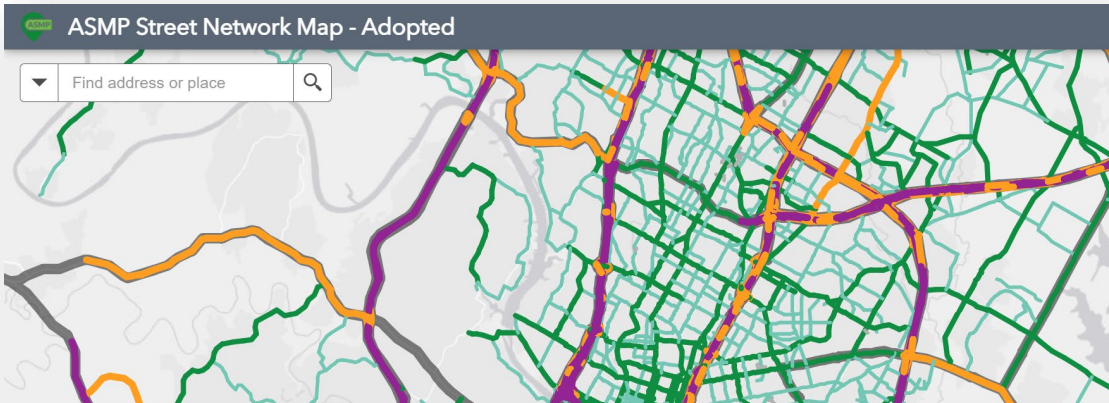 ASMP
ASMP Street Network Map - Adopted
Find address or place